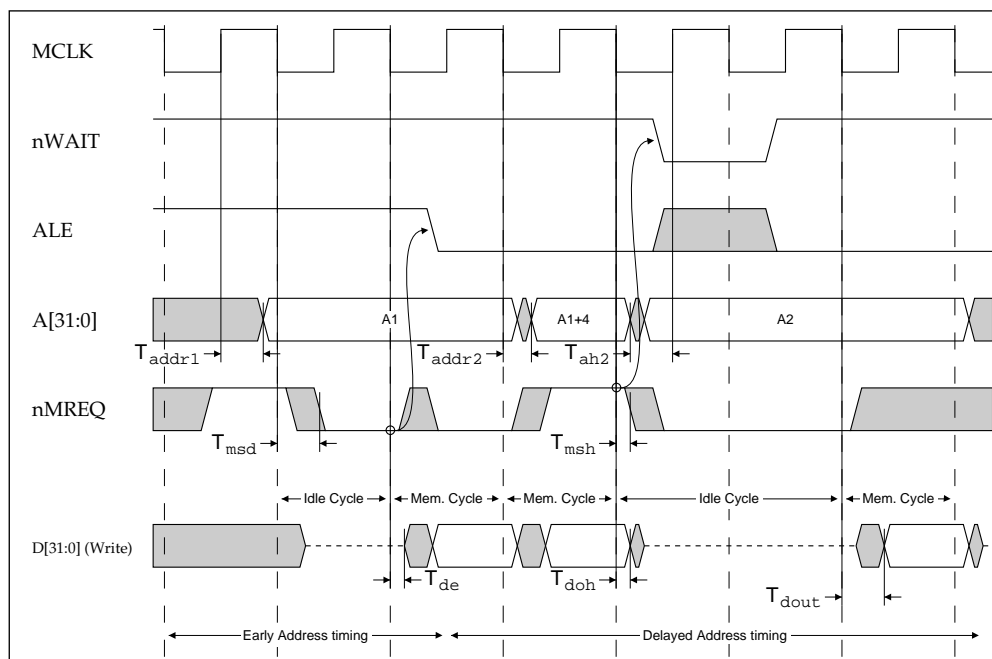 MCLK
nWAIT
ALE
A[31:0]
A1
A1+4
A2
Taddr1
Taddr2
Tah2
nMREQ
Tmsd
Tmsh
Idle Cycle
Mem. Cycle
Mem. Cycle
Idle Cycle
Mem. Cycle
D[31:0] (Write)
Tde
Tdoh
Tdout
Early Address timing
Delayed Address timing